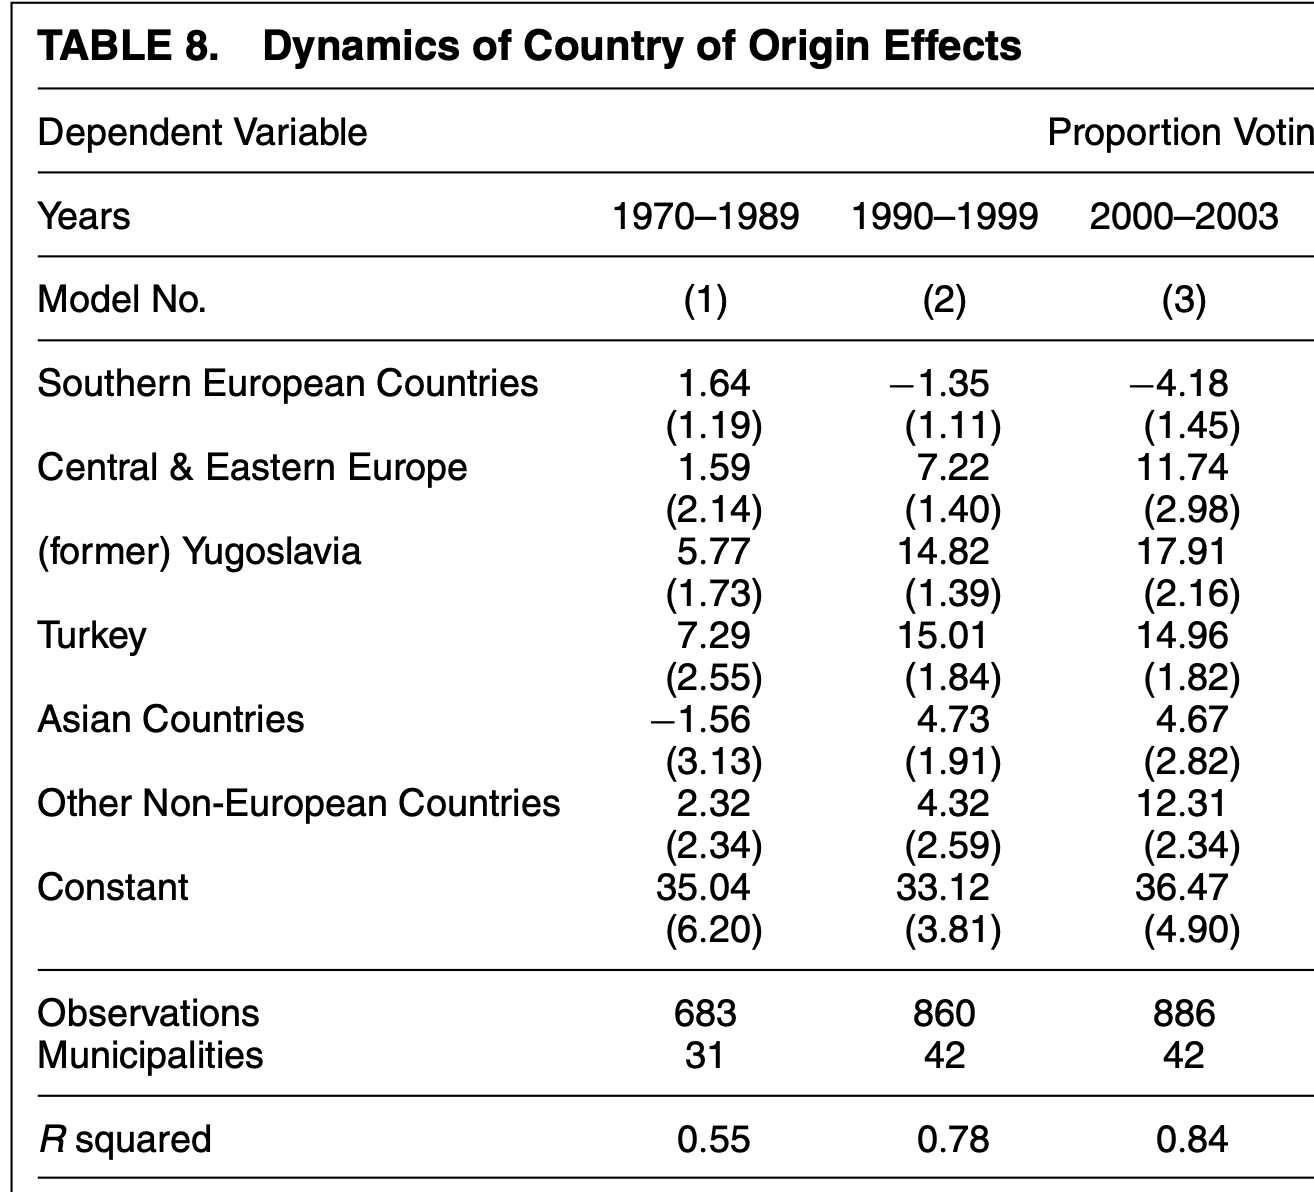 TABLE 8. Dynamics of Country of Origin Effects
Dependent Variable Proportion Votin
Years 1970–1989 1990–1999 2000–2003
Model No. (1) (2) (3)
Southern European Countries 1.64 −1.35 −4.18
(1.19) (1.11) (1.45)
Central & Eastern Europe 1.59 7.22 11.74
(2.14) (1.40) (2.98)
(former) Yugoslavia 5.77 14.82 17.91
(1.73) (1.39) (2.16)
Turkey 7.29 15.01 14.96
(2.55) (1.84) (1.82)
Asian Countries −1.56 4.73 4.67
(3.13) (1.91) (2.82)
Other Non-European Countries 2.32 4.32 12.31
(2.34) (2.59) (2.34)
Constant 35.04 33.12 36.47
(6.20) (3.81) (4.90)
Observations 683 860 886
Municipalities 31 42 42
R squared 0.55 0.78 0.84